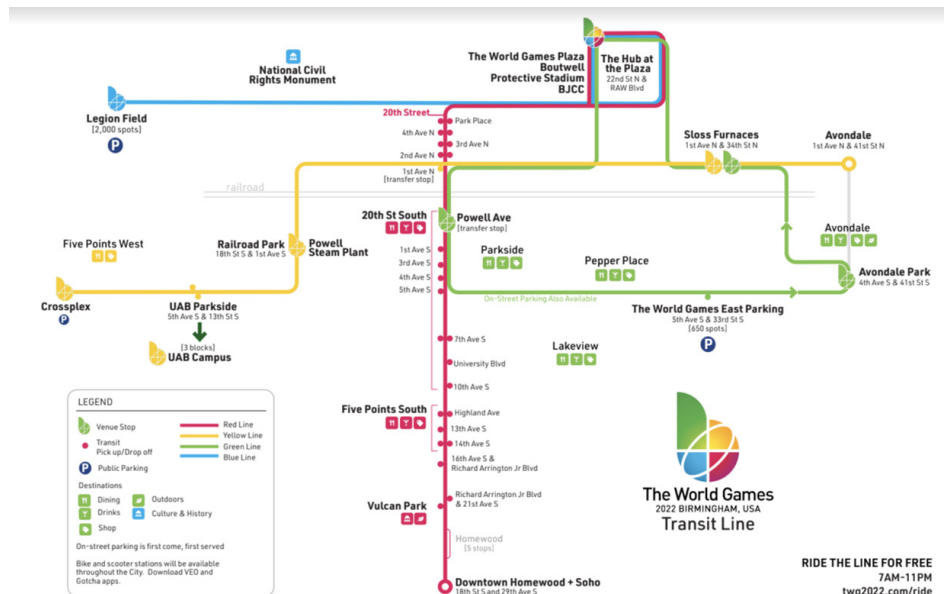 The World Games Plaza
Boutwell
Protective Stadium
BJCC
The Hub at
the Plaza
22nd St N &
RAW Blvd
National Civil
Rights Monument
Legion Field
[2,000 spots]
P
20th Street
Park Place
4th Ave N
3rd Ave N
2nd Ave N
1st Ave N
[transfer stop]
Sloss Furnaces
1st Ave N & 34th St N
Avondale
1st Ave N & 41st St N
railroad
20th St South
Powell Ave
[transfer stop]
Five Points West
Railroad Park
18th St S & 1st Ave S
Powell
Steam Plant
1st Ave S
3rd Ave S
4th Ave S
5th Ave S
Parkside
Pepper Place
Avondale
Avondale Park
4th Ave S & 41st St S
Crossplex
P
UAB Parkside
5th Ave S & 13th St S
[3 blocks]
UAB Campus
On-Street Parking Also Available
The World Games East Parking
5th Ave S & 33rd St S
[650 spots]
P
7th Ave S
Lakeview
University Blvd
10th Ave S
Five Points South
Highland Ave
13th Ave S
14th Ave S
16th Ave S &
Richard Arrington Jr Blvd
Vulcan Park
Richard Arrington Jr Blvd
& 21st Ave S
Homewood
[5 stops]
Downtown Homewood + Soho
18th St S and 29th Ave S
LEGEND
Venue Stop
Transit
Pick up/Drop off
P Public Parking
Red Line
Yellow Line
Green Line
Blue Line
Destinations
Dining
Drinks
Shop
Outdoors
Culture & History
On-street parking is first come, first served
Bike and scooter stations will be available
throughout the City. Download VEO and
Gotcha apps.
The World Games
2022 BIRMINGHAM, USA
Transit Line
RIDE THE LINE FOR FREE
7AM-11PM
twg2022.com/ride